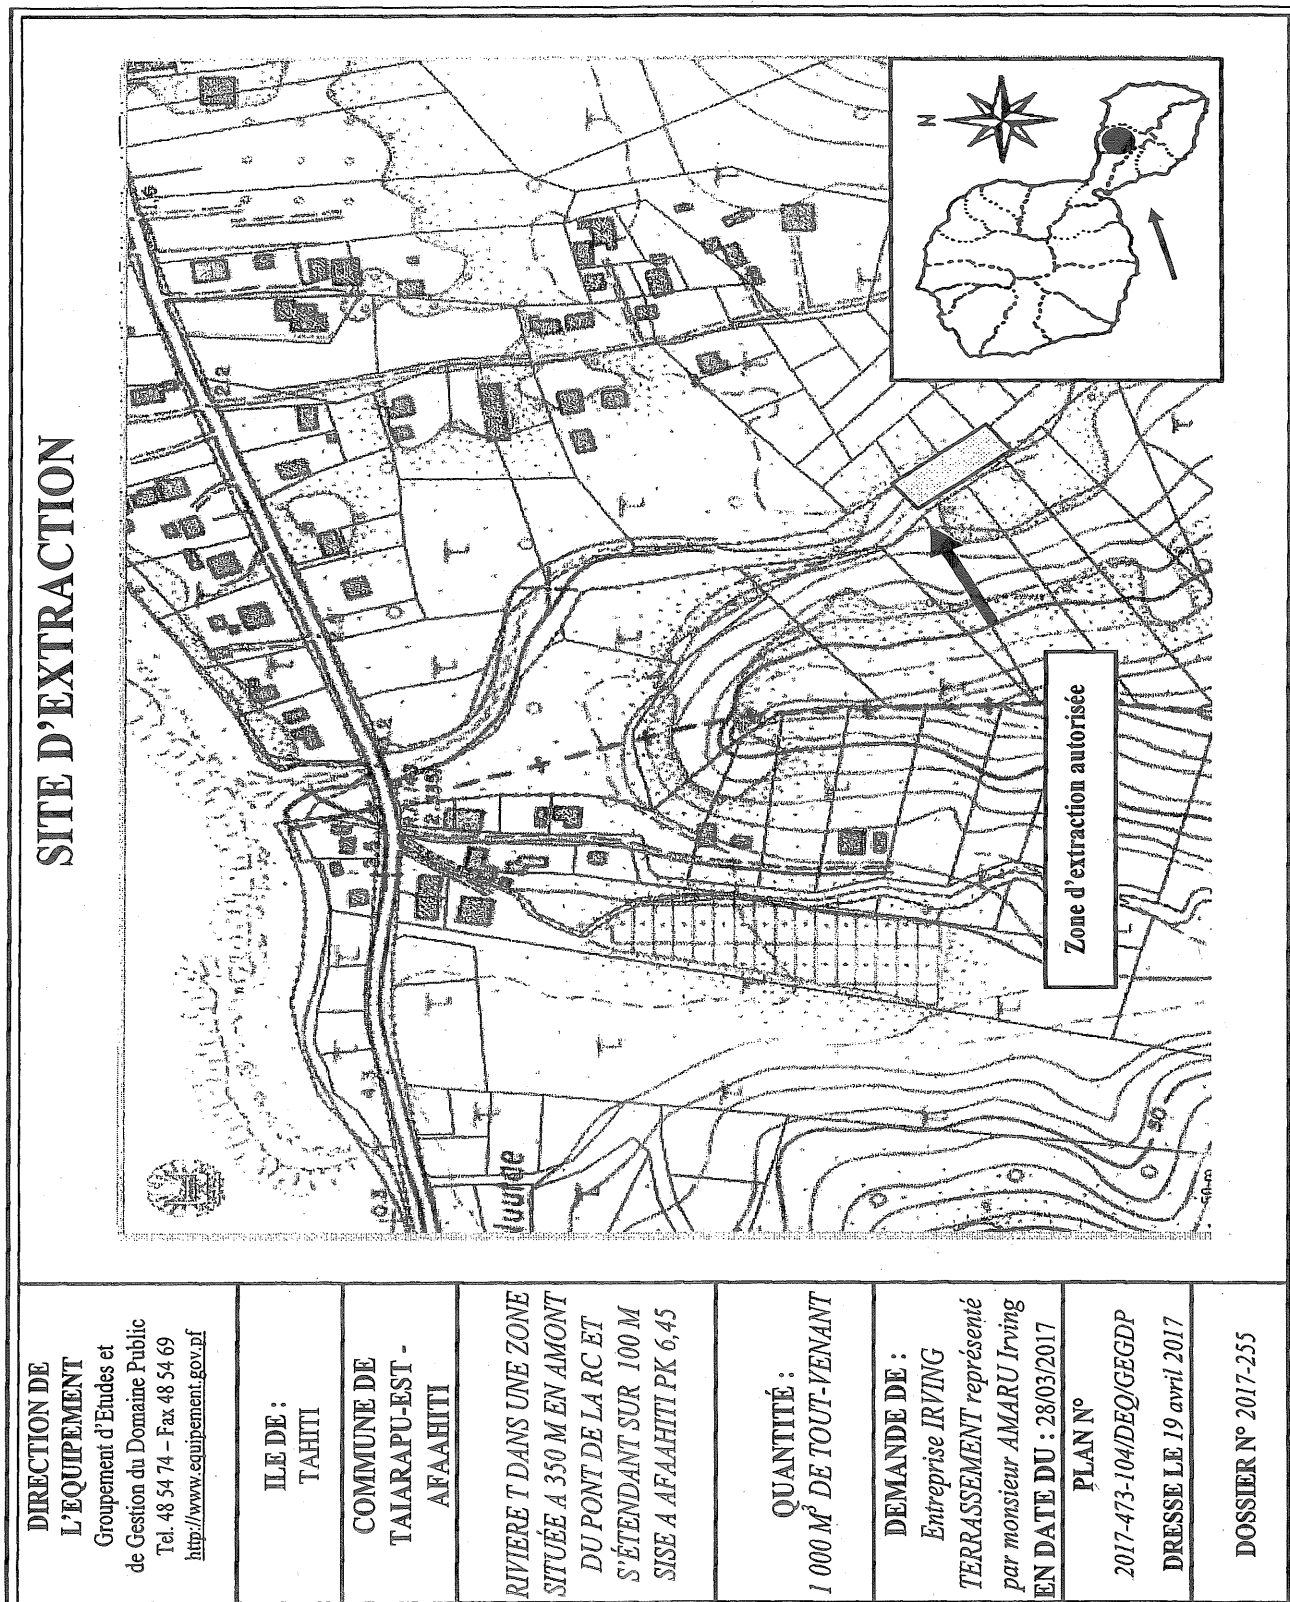 SITE D'EXTRACTION
N
Zone d'extraction autorisée
50
DIRECTION DE
L'EQUIPEMENT
Groupement d'Etudes et
de Gestion du Domaine Public
Tel. 48 54 74 – Fax 48 54 69
http://www.equipement.gov.pf
ILE DE :
TAHITI
COMMUNE DE
TAIARAPU-EST -
AFAAHITI
RIVIERE T DANS UNE ZONE
SITUÉE A 350 M EN AMONT
DU PONT DE LA RC ET
S'ÉTENDANT SUR 100 M
SISE A AFAAHITI PK 6,45
QUANTITÉ :
1 000 M³ DE TOUT-VENANT
DEMANDE DE :
Entreprise IRVING
TERRASSEMENT représenté
par monsieur AMARU Irving
EN DATE DU : 28/03/2017
PLAN N°
2017-473-104/DEQ/GEGDP
DRESSE LE 19 avril 2017
DOSSIER N° 2017-255